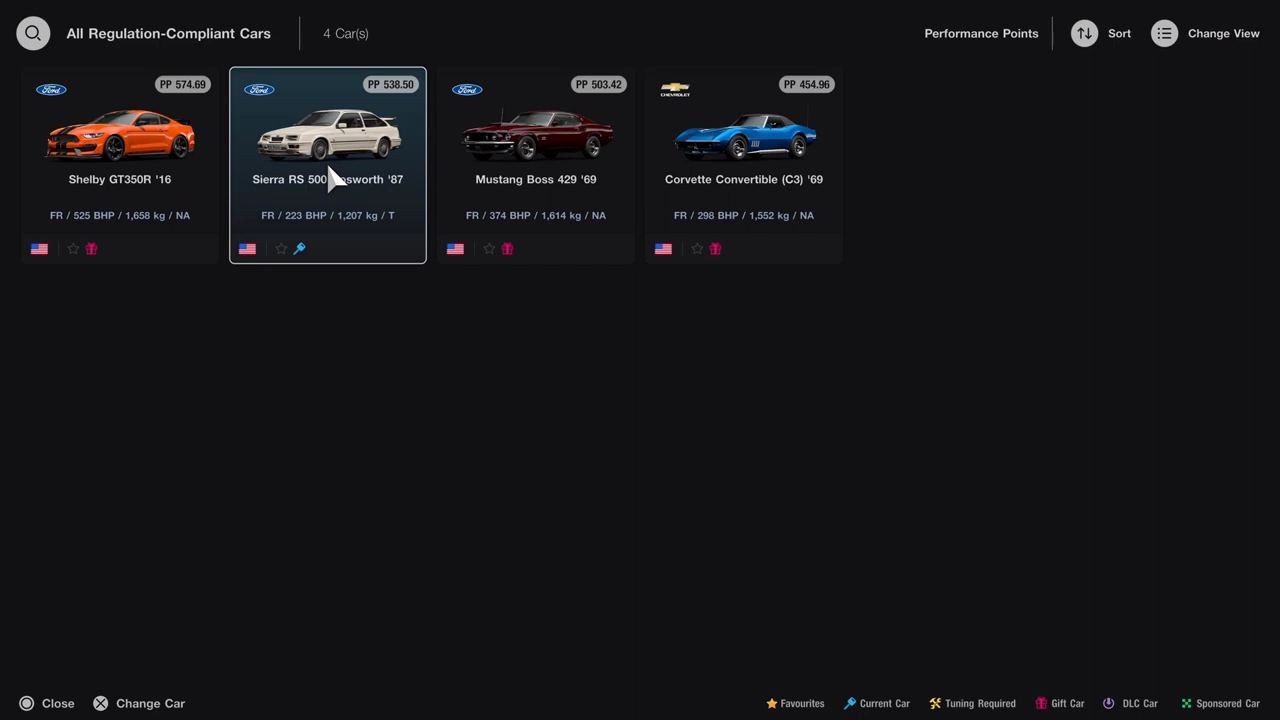 All Regulation-Compliant Cars
4 Car(s)
Performance Points
Sort
Change View
Ford
PP 574.69
Shelby GT350R '16
FR / 525 BHP / 1,658 kg / NA
Ford
PP 538.50
Sierra RS 500 '87
FR / 223 BHP / 1,207 kg / T
Ford
PP 503.42
Mustang Boss 429 '69
FR / 374 BHP / 1,614 kg / NA
CHEVROLET
PP 454.96
Corvette Convertible (C3) '69
FR / 298 BHP / 1,552 kg / NA
Close
Change Car
Favourites
Current Car
Tuning Required
Gift Car
DLC Car
Sponsored Car